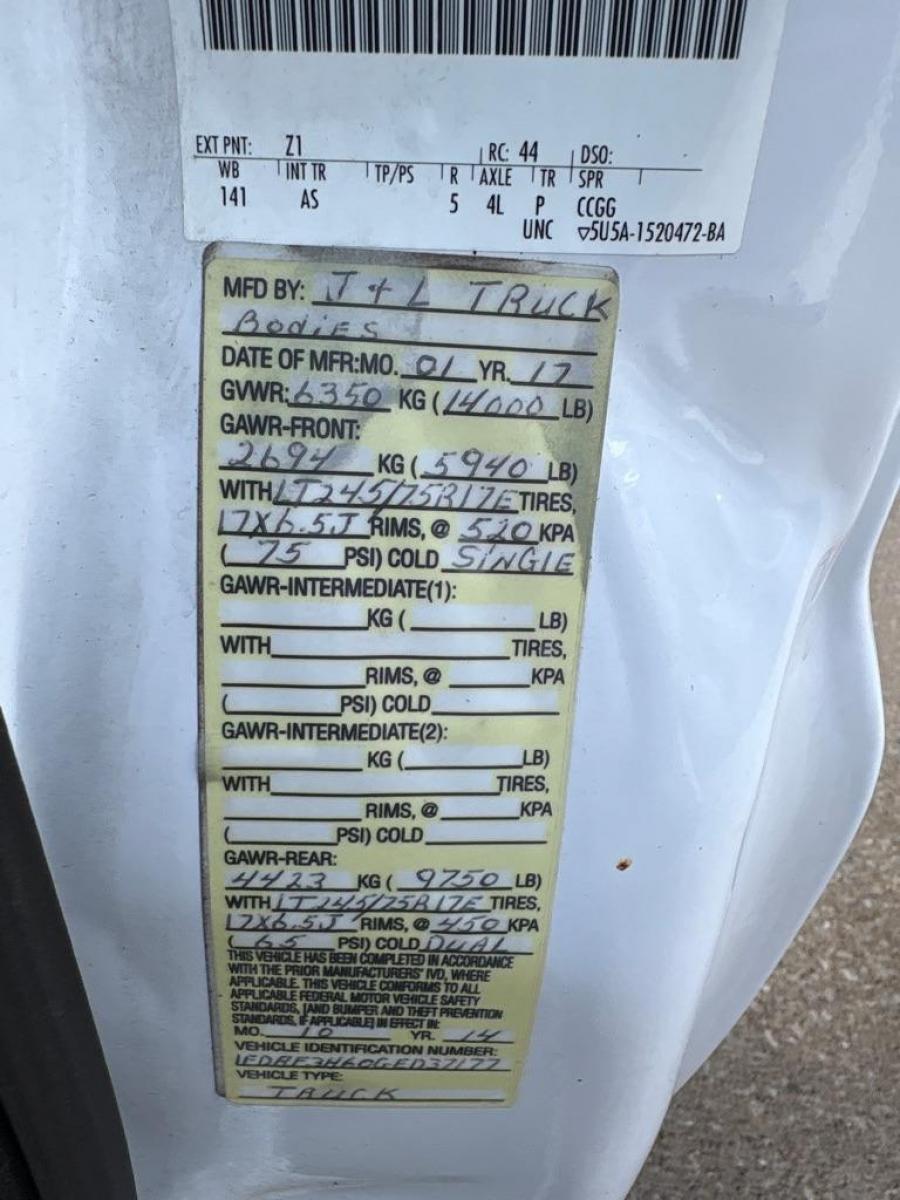 EXT PNT: Z1 RC: 44 DSO:
WB INT TR TP/PS R AXLE TR SPR
141 AS 5 4L P CCGG
UNC ▽5U5A-1520472-BA
MFD BY: J + L TRUCK
BODIES
DATE OF MFR:MO. 01 YR. 17
GVWR: 6350 KG (14000 LB)
GAWR-FRONT:
2694 KG ( 5940 LB)
WITH LT245/75R17E TIRES,
17X6.5J RIMS, @ 520 KPA
( 75 PSI) COLD SINGLE
GAWR-INTERMEDIATE(1):
KG ( LB)
WITH TIRES,
RIMS, @ KPA
( PSI) COLD
GAWR-INTERMEDIATE(2):
KG ( LB)
WITH TIRES,
RIMS, @ KPA
( PSI) COLD
GAWR-REAR:
4423 KG ( 9750 LB)
WITH LT245/75R17E TIRES,
17X6.5J RIMS, @ 450 KPA
( 65 PSI) COLD DUAL
THIS VEHICLE HAS BEEN COMPLETED IN ACCORDANCE
WITH THE PRIOR MANUFACTURERS' IVD, WHERE
APPLICABLE. THIS VEHICLE CONFORMS TO ALL
APPLICABLE FEDERAL MOTOR VEHICLE SAFETY
STANDARDS, [AND BUMPER AND THEFT PREVENTION
STANDARDS, IF APPLICABLE] IN EFFECT IN:
MO. 10 YR. 14
VEHICLE IDENTIFICATION NUMBER:
VEHICLE TYPE:
TRUCK